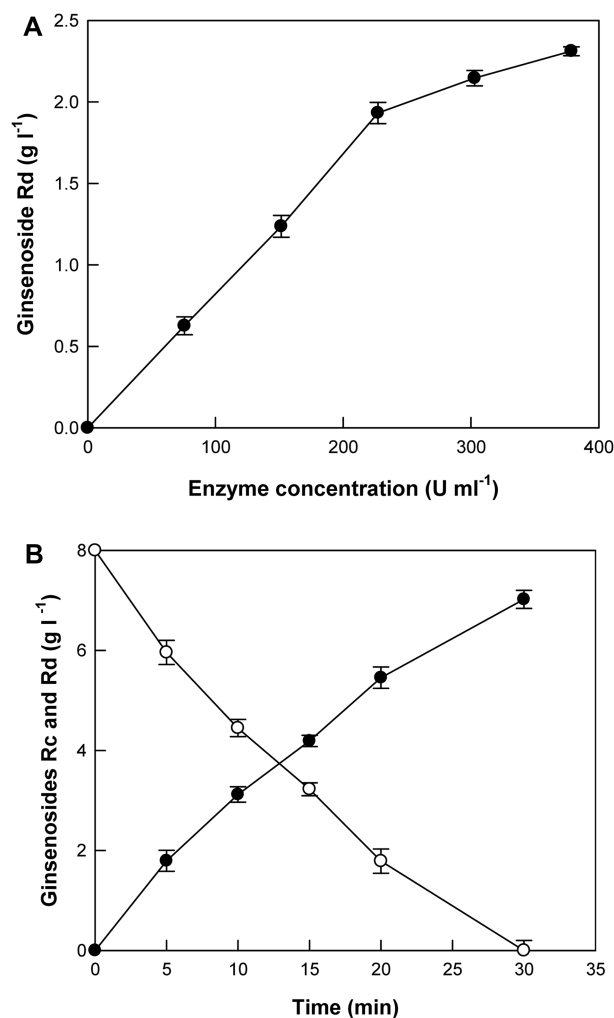 A
2.5
2.0
1.5
1.0
0.5
0.0
Ginsenoside Rd (g l⁻¹)
0 100 200 300 400
Enzyme concentration (U ml⁻¹)
B
8
6
4
2
0
Ginsenosides Rc and Rd (g l⁻¹)
0 5 10 15 20 25 30 35
Time (min)